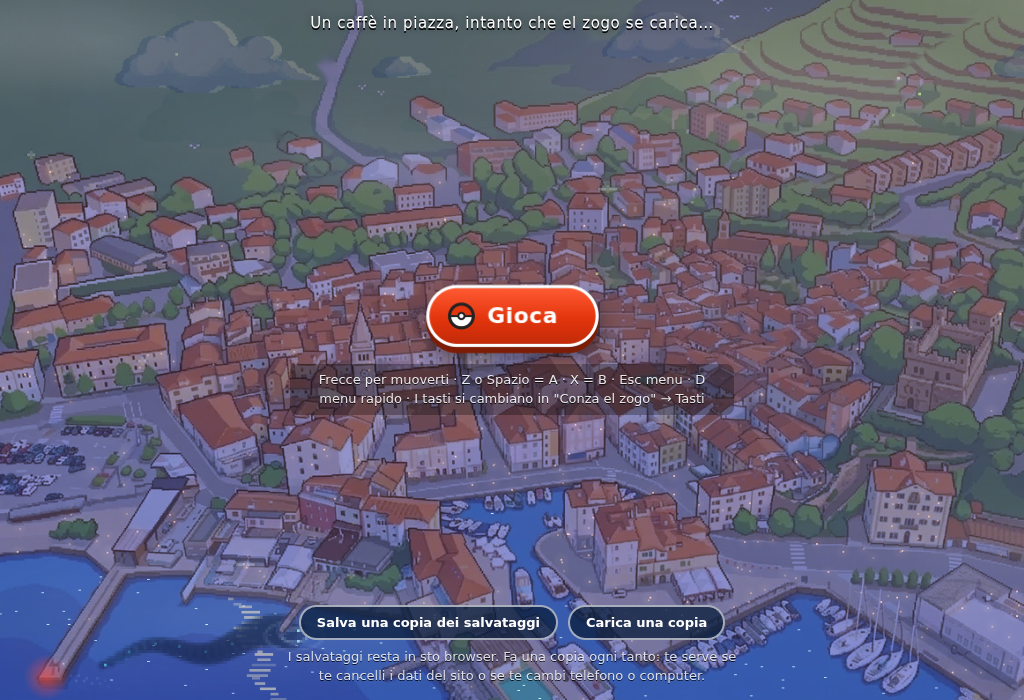 Un caffè in piazza, intanto che el zogo se carica...
Gioca
Frecce per muoverti · Z o Spazio = A · X = B · Esc menu · D
menu rapido · I tasti si cambiano in "Conza el zogo" → Tasti
Salva una copia dei salvataggi
Carica una copia
I salvataggi resta in sto browser. Fa una copia ogni tanto: te serve se
te cancelli i dati del sito o se te cambi telefono o computer.